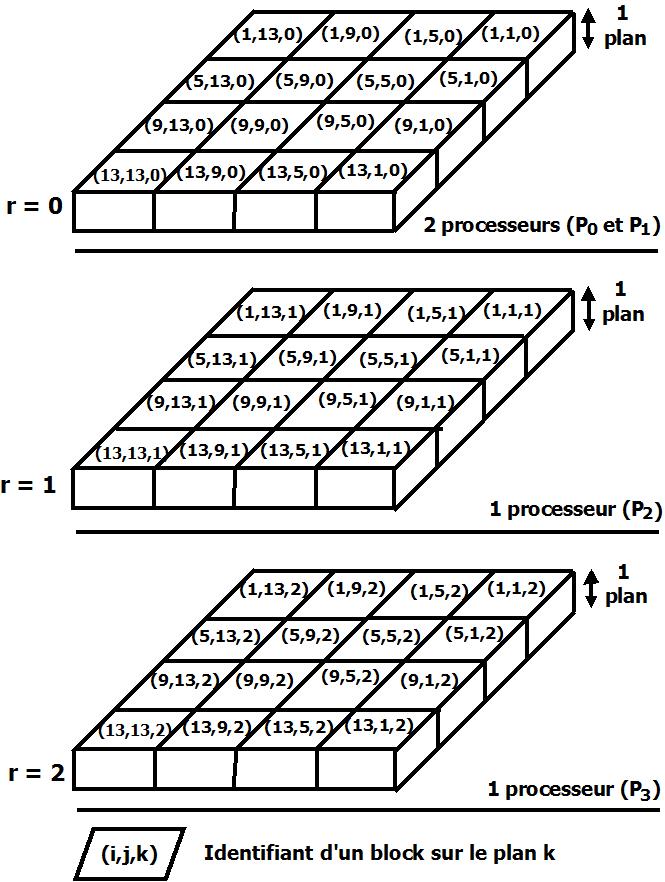 (1,13,0) (1,9,0) (1,5,0) (1,1,0)
1
plan
(5,13,0) (5,9,0) (5,5,0) (5,1,0)
(9,13,0) (9,9,0) (9,5,0) (9,1,0)
(13,13,0) (13,9,0) (13,5,0) (13,1,0)
r = 0
2 processeurs (P0 et P1)
(1,13,1) (1,9,1) (1,5,1) (1,1,1)
1
plan
(5,13,1) (5,9,1) (5,5,1) (5,1,1)
(9,13,1) (9,9,1) (9,5,1) (9,1,1)
(13,13,1) (13,9,1) (13,5,1) (13,1,1)
r = 1
1 processeur (P2)
(1,13,2) (1,9,2) (1,5,2) (1,1,2)
1
plan
(5,13,2) (5,9,2) (5,5,2) (5,1,2)
(9,13,2) (9,9,2) (9,5,2) (9,1,2)
(13,13,2) (13,9,2) (13,5,2) (13,1,2)
r = 2
1 processeur (P3)
(i,j,k) Identifiant d'un block sur le plan k